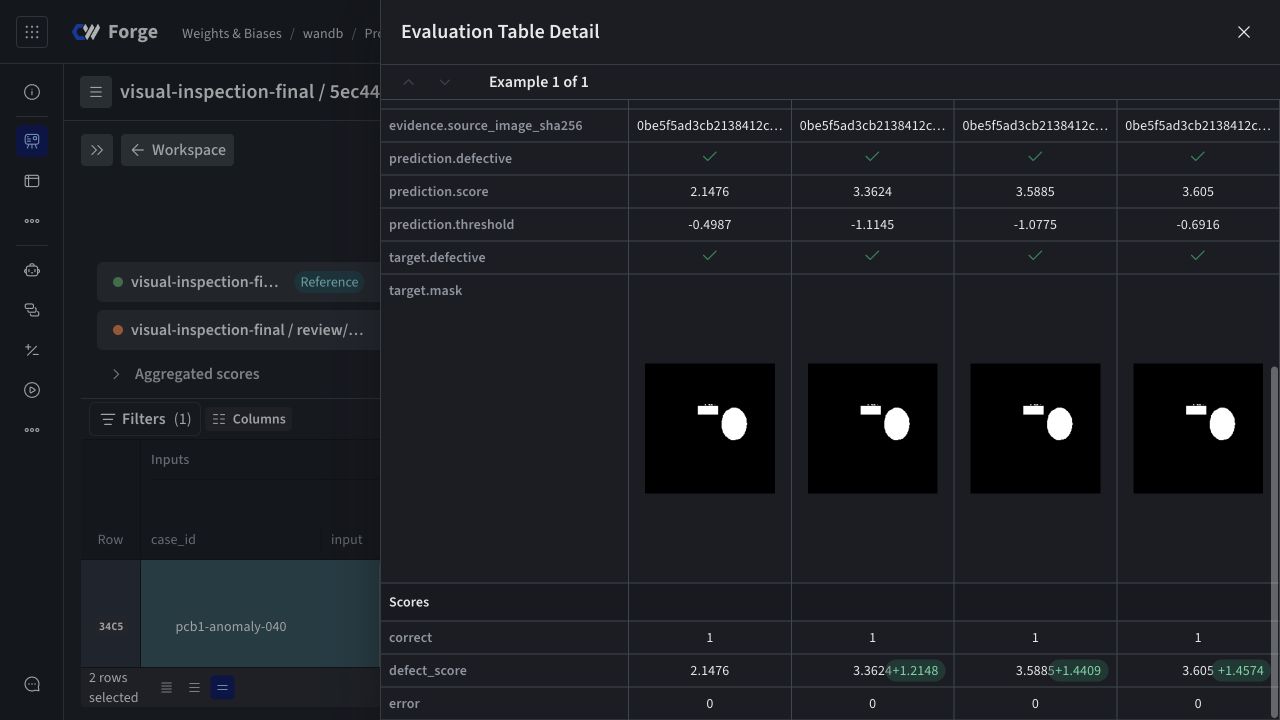 Forge
Weights & Biases / wandb / Pro
Evaluation Table Detail
Example 1 of 1
visual-inspection-final / 5ec44
Workspace
visual-inspection-fi... Reference
visual-inspection-final / review/...
Aggregated scores
Filters (1) Columns
Inputs
Row case_id input
34C5 pcb1-anomaly-040
2 rows
selected
evidence.source_image_sha256 0be5f5ad3cb2138412c... 0be5f5ad3cb2138412c... 0be5f5ad3cb2138412c... 0be5f5ad3cb2138412c...
prediction.defective
prediction.score 2.1476 3.3624 3.5885 3.605
prediction.threshold -0.4987 -1.1145 -1.0775 -0.6916
target.defective
target.mask
Scores
correct 1 1 1 1
defect_score 2.1476 3.3624 +1.2148 3.5885 +1.4409 3.605 +1.4574
error 0 0 0 0